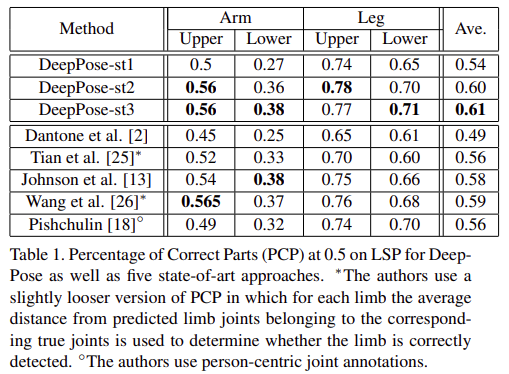 Method Arm Leg Ave.
Upper Lower Upper Lower
DeepPose-st1 0.5 0.27 0.74 0.65 0.54
DeepPose-st2 0.56 0.36 0.78 0.70 0.60
DeepPose-st3 0.56 0.38 0.77 0.71 0.61
Dantone et al. [2] 0.45 0.25 0.65 0.61 0.49
Tian et al. [25]* 0.52 0.33 0.70 0.60 0.56
Johnson et al. [13] 0.54 0.38 0.75 0.66 0.58
Wang et al. [26]* 0.565 0.37 0.76 0.68 0.59
Pishchulin [18]° 0.49 0.32 0.74 0.70 0.56
Table 1. Percentage of Correct Parts (PCP) at 0.5 on LSP for Deep-
Pose as well as five state-of-art approaches. *The authors use a
slightly looser version of PCP in which for each limb the average
distance from predicted limb joints belonging to the correspond-
ing true joints is used to determine whether the limb is correctly
detected. °The authors use person-centric joint annotations.